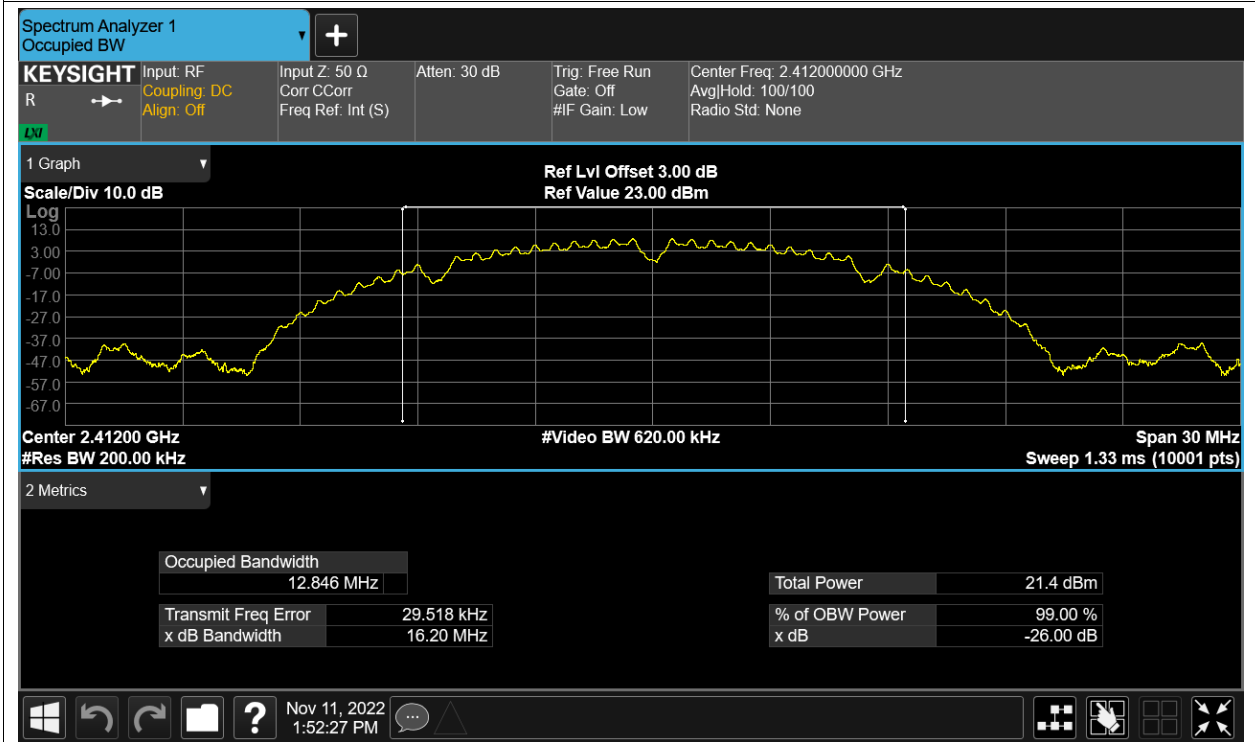 Spectrum Analyzer 1
Occupied BW
KEYSIGHT
R
LXI
Input: RF
Coupling: DC
Align: Off
Input Z: 50 Ω
Corr CCorr
Freq Ref: Int (S)
Atten: 30 dB
Trig: Free Run
Gate: Off
#IF Gain: Low
Center Freq: 2.412000000 GHz
Avg|Hold: 100/100
Radio Std: None
1 Graph
Scale/Div 10.0 dB
Ref Lvl Offset 3.00 dB
Ref Value 23.00 dBm
Log
13.0
3.00
-7.00
-17.0
-27.0
-37.0
-47.0
-57.0
-67.0
Center 2.41200 GHz
#Res BW 200.00 kHz
#Video BW 620.00 kHz
Span 30 MHz
Sweep 1.33 ms (10001 pts)
2 Metrics
Occupied Bandwidth
12.846 MHz
Transmit Freq Error 29.518 kHz
x dB Bandwidth 16.20 MHz
Total Power 21.4 dBm
% of OBW Power 99.00 %
x dB -26.00 dB
?
Nov 11, 2022
1:52:27 PM